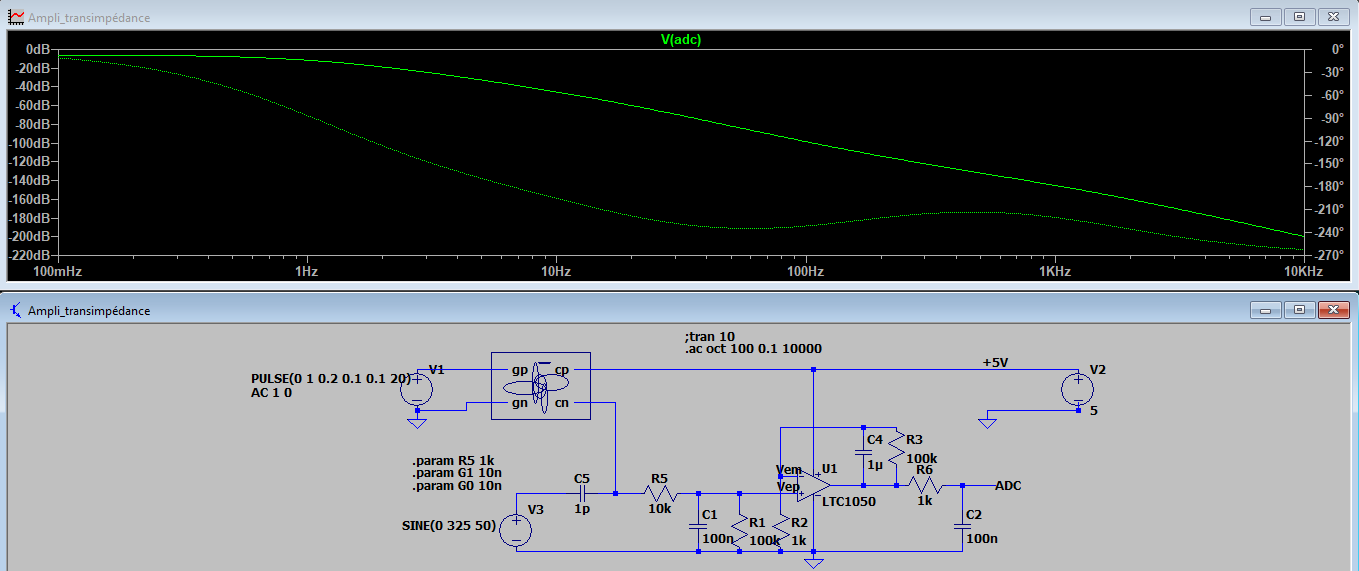 Ampli_transimpédance
V(adc)
0dB
-20dB
-40dB
-60dB
-80dB
-100dB
-120dB
-140dB
-160dB
-180dB
-200dB
-220dB
0°
-30°
-60°
-90°
-120°
-150°
-180°
-210°
-240°
-270°
100mHz 1Hz 10Hz 100Hz 1KHz 10KHz
Ampli_transimpédance
;tran 10
.ac oct 100 0.1 10000
V1
PULSE(0 1 0.2 0.1 0.1 20)
AC 1 0
gp cp
gn cn
+5V
V2
5
.param R5 1k
.param G1 10n
.param G0 10n
C5
1p
R5
10k
V3
SINE(0 325 50)
C1
100n
R1
100k
R2
1k
Vem
Vep
U1
LTC1050
C4
1µ
R3
100k
R6
1k
ADC
C2
100n